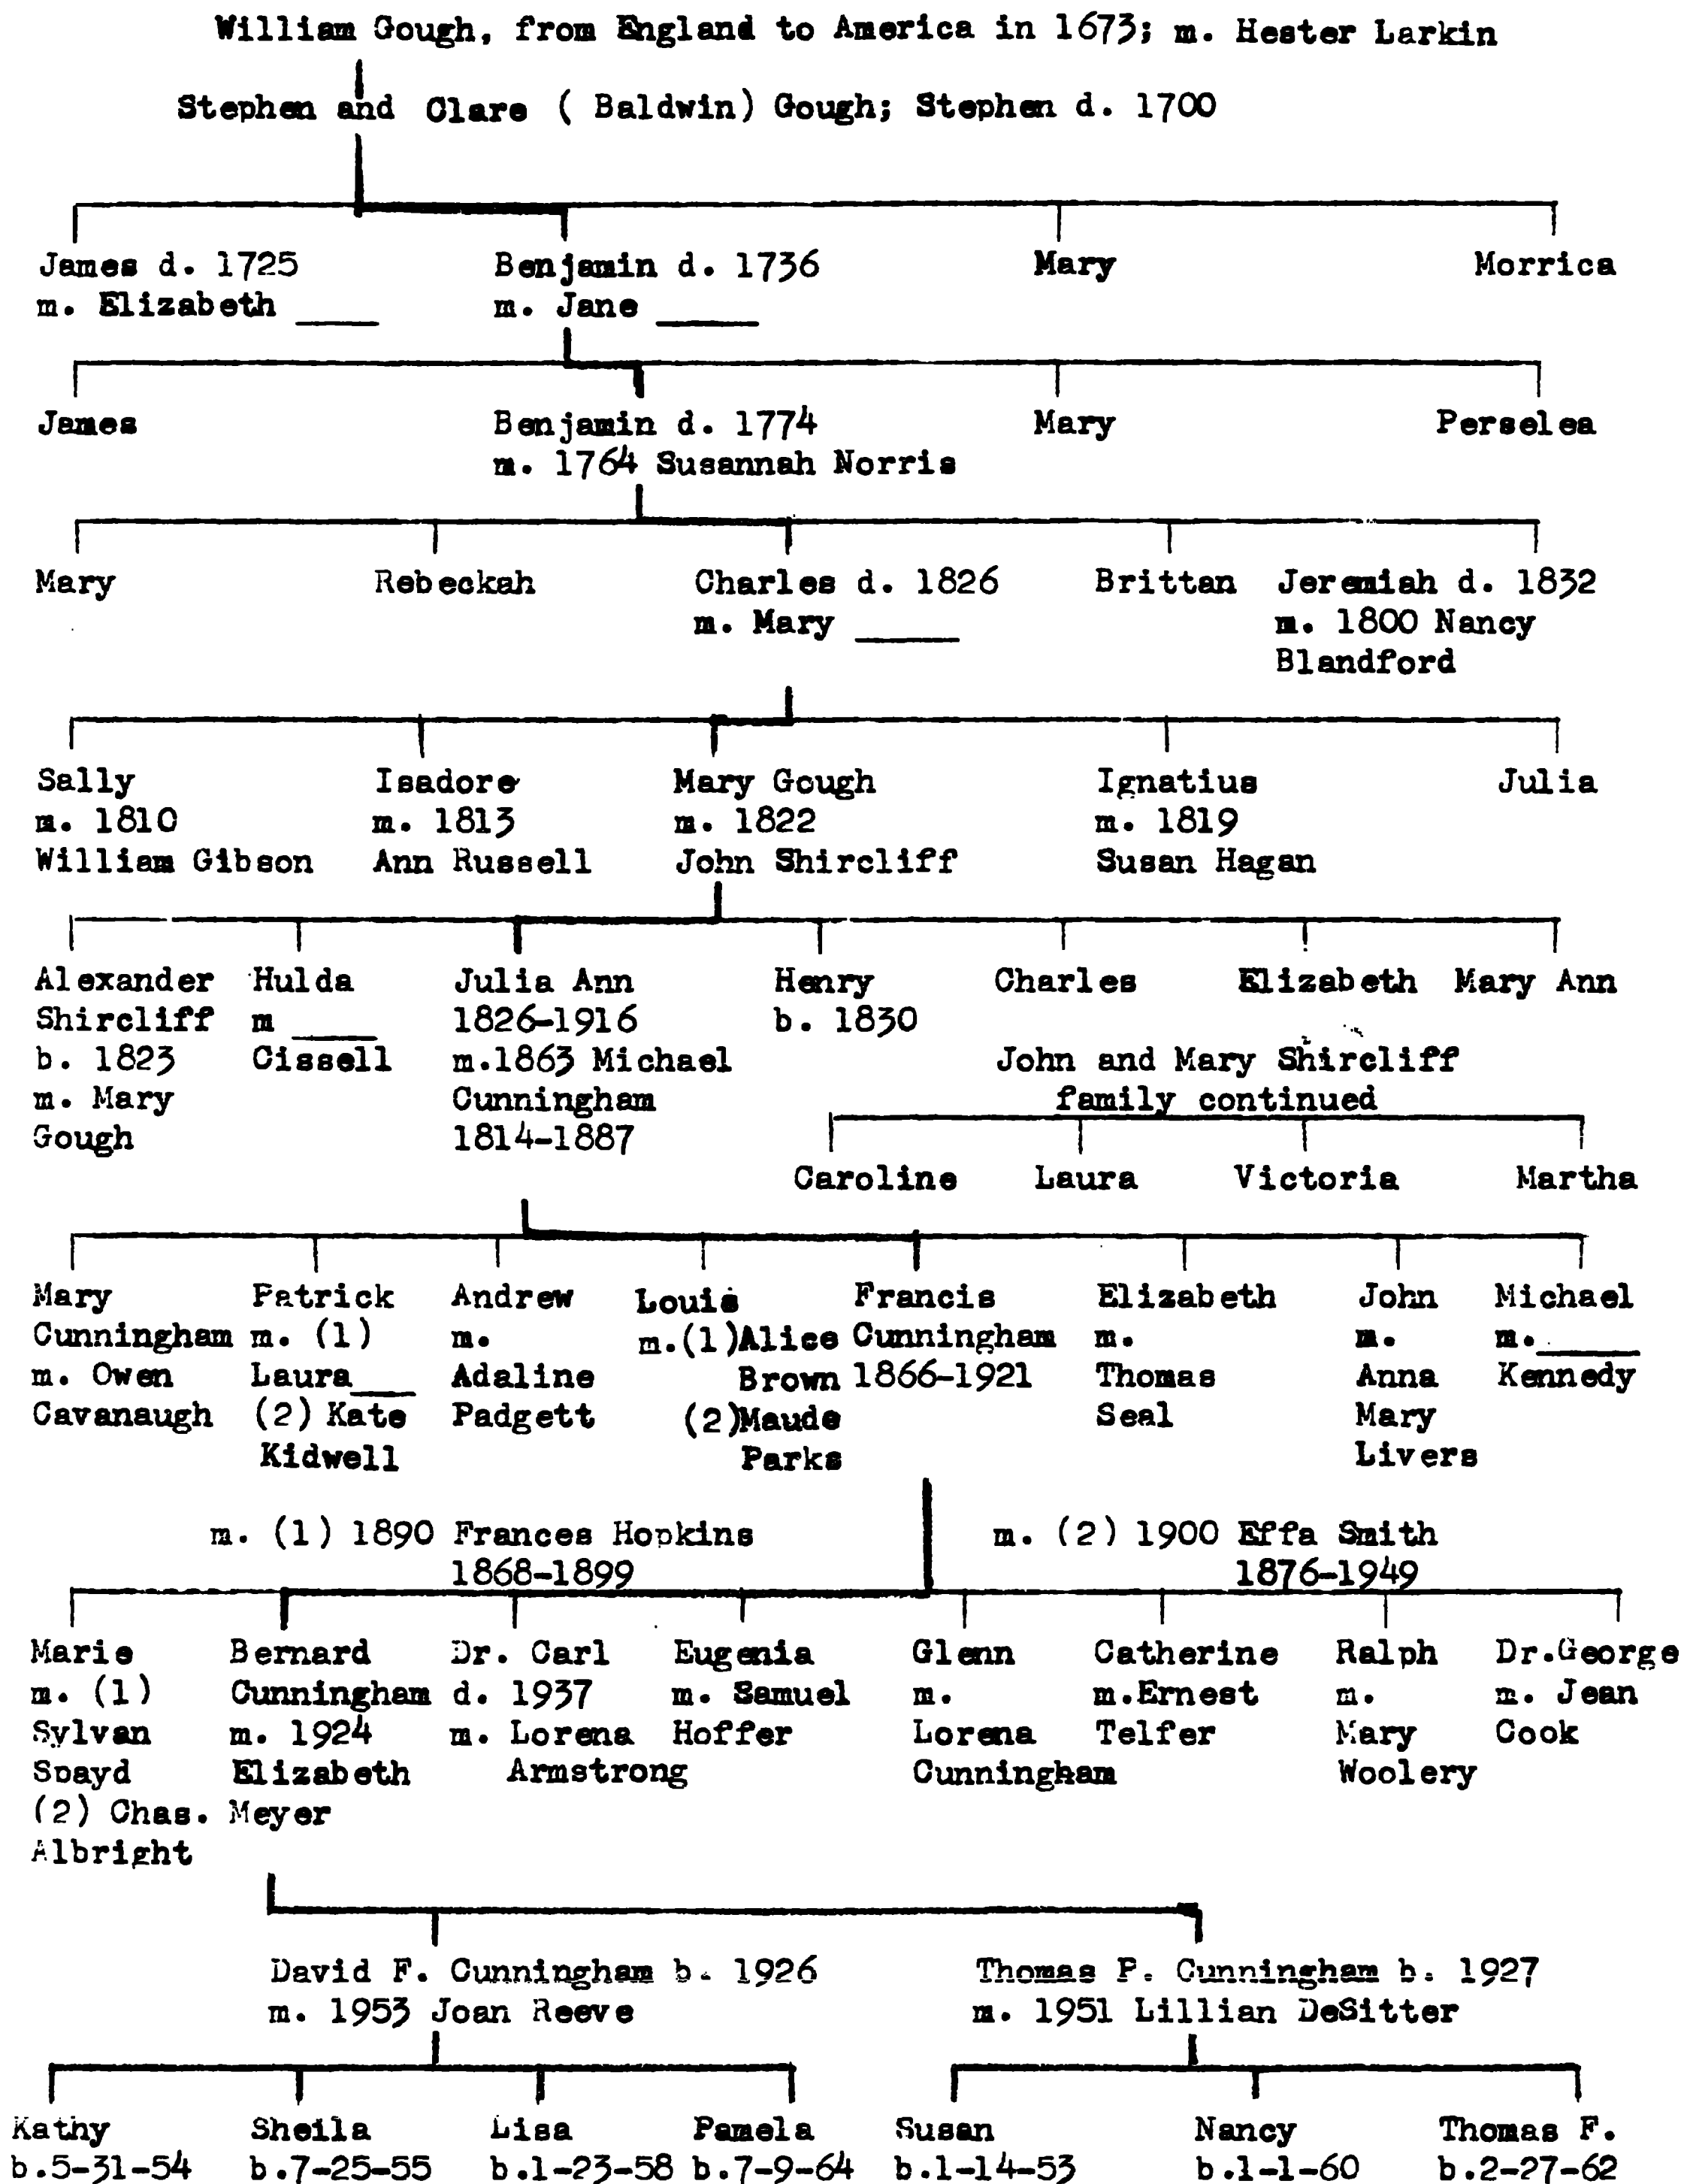 William Gough, from England to America in 1673; m. Hester Larkin
Stephen and Clare ( Baldwin) Gough; Stephen d. 1700
James d. 1725
m. Elizabeth ____
Benjamin d. 1736
m. Jane ____
Mary
Morrica
James
Benjamin d. 1774
m. 1764 Susannah Norris
Mary
Perselea
Mary
Rebeckah
Charles d. 1826
m. Mary ____
Brittan
Jeremiah d. 1832
m. 1800 Nancy
Blandford
Sally
m. 1810
William Gibson
Isadore
m. 1813
Ann Russell
Mary Gough
m. 1822
John Shircliff
Ignatius
m. 1819
Susan Hagan
Julia
Alexander
Shircliff
b. 1823
m. Mary
Gough
Hulda
m ____
Cissell
Julia Ann
1826-1916
m.1863 Michael
Cunningham
1814-1887
Henry
b. 1830
Charles
Elizabeth
Mary Ann
John and Mary Shircliff
family continued
Caroline
Laura
Victoria
Martha
Mary
Cunningham
m. Owen
Cavanaugh
Patrick
m. (1)
Laura____
(2) Kate
Kidwell
Andrew
m.
Adaline
Padgett
Louis
m.(1)Alice
Brown
(2)Maude
Parks
Francis
Cunningham
1866-1921
Elizabeth
m.
Thomas
Seal
John
m.
Anna
Mary
Livers
Michael
m.____
Kennedy
m. (1) 1890 Frances Hopkins
1868-1899
m. (2) 1900 Effa Smith
1876-1949
Marie
m. (1)
Sylvan
Spayd
(2) Chas.
Albright
Bernard
Cunningham
m. 1924
Elizabeth
Meyer
Dr. Carl
d. 1937
m. Lorena
Armstrong
Eugenia
m. Samuel
Hoffer
Glenn
m.
Lorena
Cunningham
Catherine
m.Ernest
Telfer
Ralph
m.
Mary
Woolery
Dr.George
m. Jean
Cook
David F. Cunningham b. 1926
m. 1953 Joan Reeve
Thomas P. Cunningham b. 1927
m. 1951 Lillian DeSitter
Kathy
b.5-31-54
Sheila
b.7-25-55
Lisa
b.1-23-58
Pamela
b.7-9-64
Susan
b.1-14-53
Nancy
b.1-1-60
Thomas F.
b.2-27-62